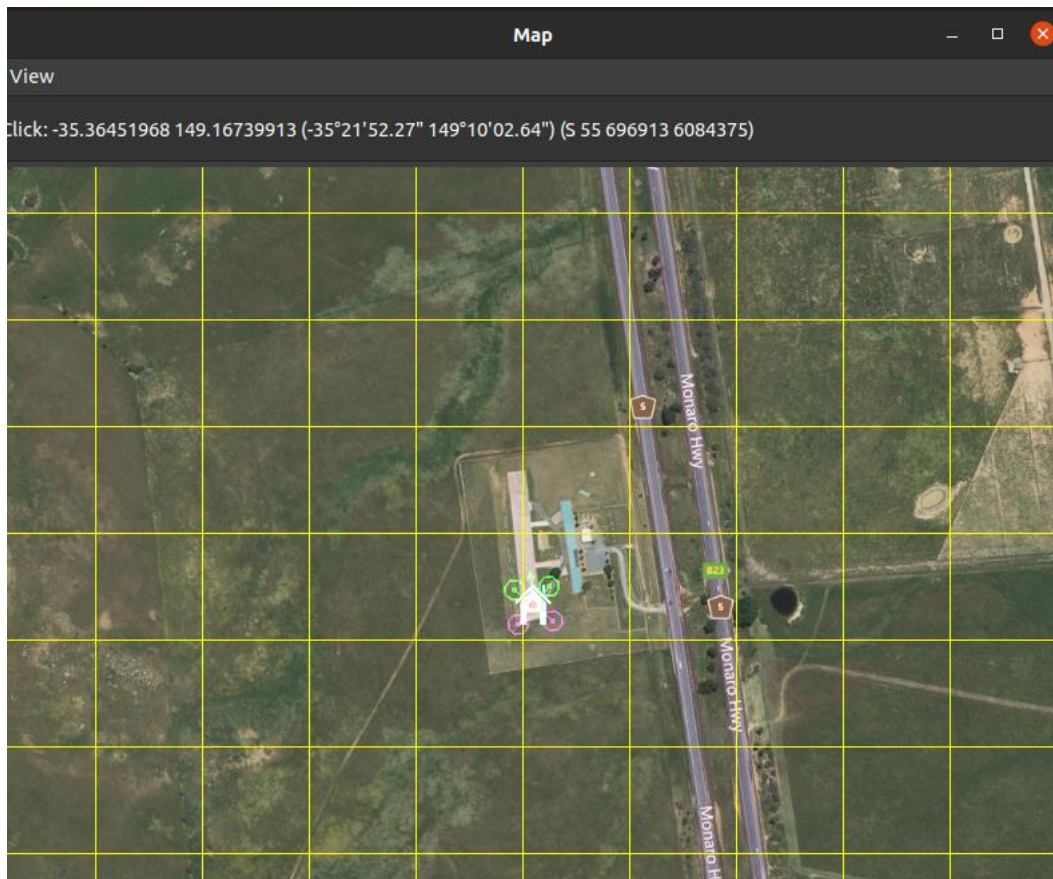 Map
View
Click: -35.36451968 149.16739913 (-35°21'52.27" 149°10'02.64") (S 55 696913 6084375)
Monaro Hwy
5
B23
5
Monaro Hwy
Monaro H